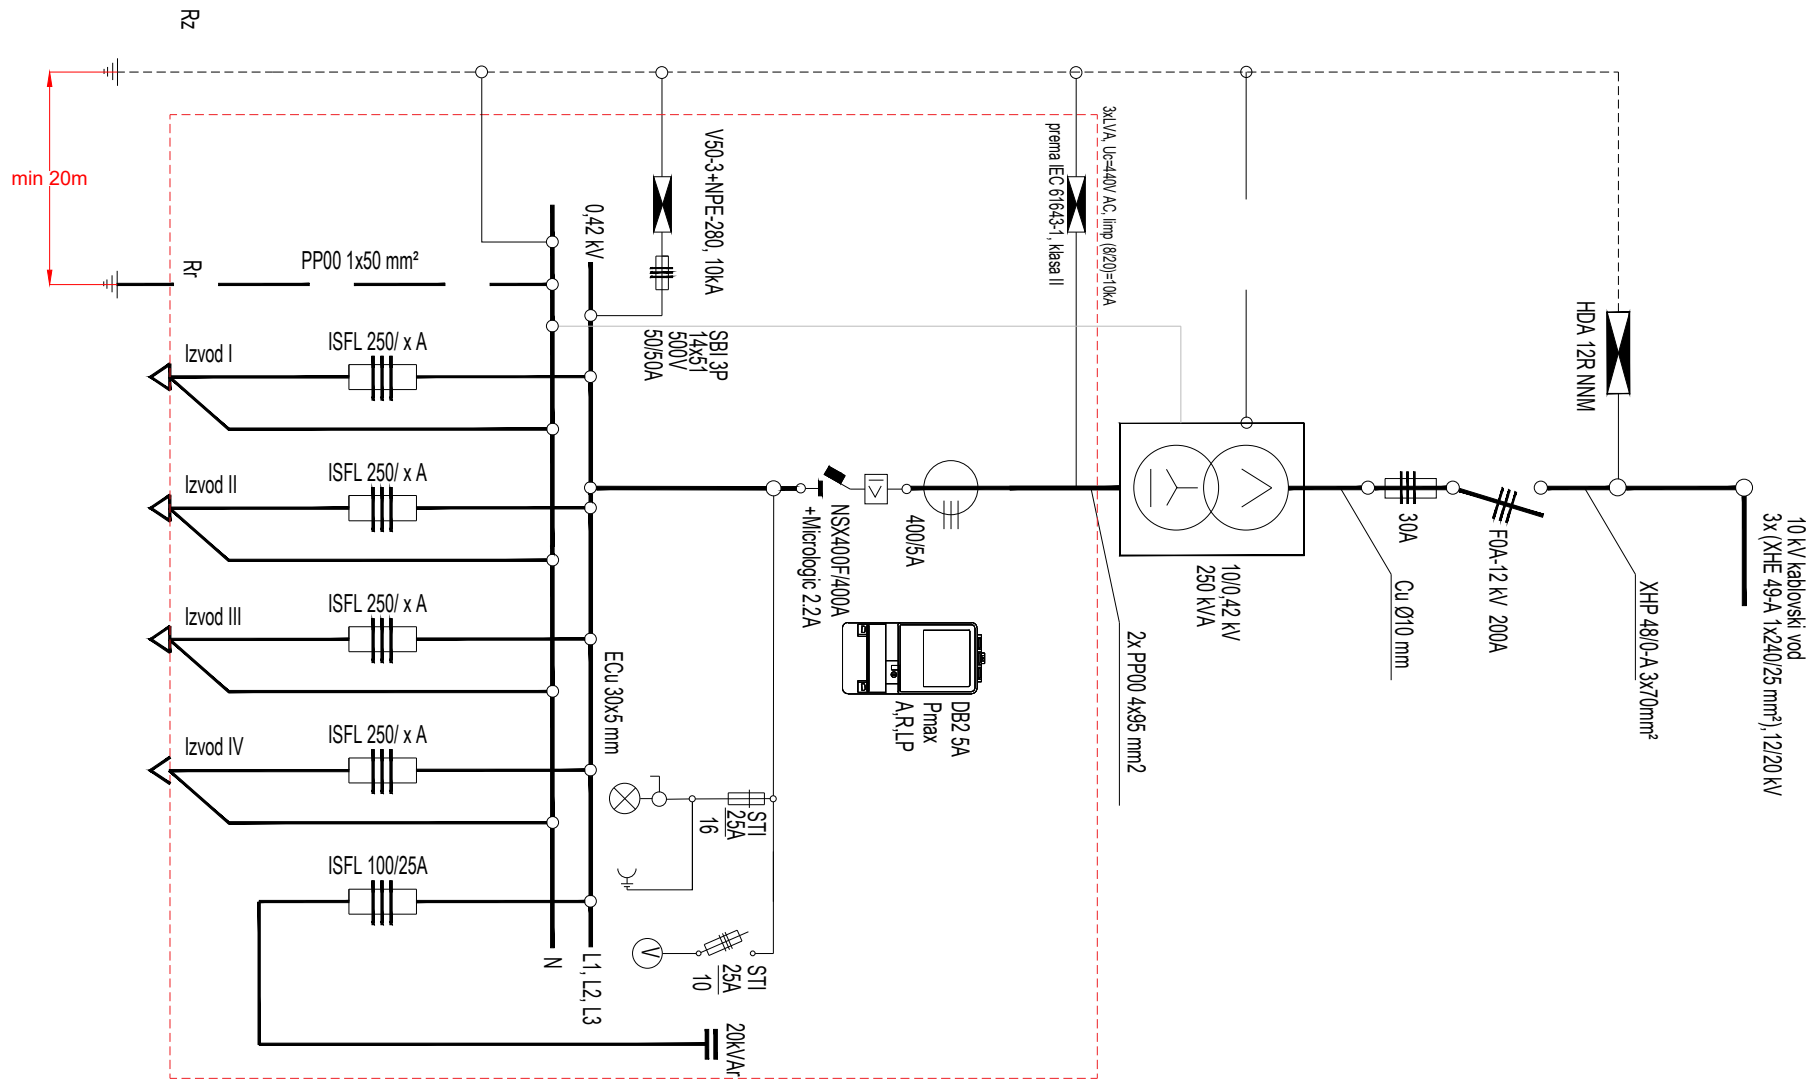 Rz
min 20m
Rr
PP00 1x50 mm²
0,42 kV
V50-3+NPE-280, 10kA
3xLVA, Uc=440V AC, Iimp (8/20)=10kA
prema IEC 61643-1, klasa II
HDA 12R NNM
10 kV kablovski vod
3x (XHE 49-A 1x240/25 mm²), 12/20 kV
XHP 48/0-A 3x70mm²
FOA-12 kV 200A
30A
Cu Ø10 mm
10/0,42 kV
250 kVA
2x PP00 4x95 mm2
400/5A
I>
NSX400F/400A
+Micrologic 2.2A
DB2 5A
Pmax
A,R,LP
SBI 3P
14x51
500V
50/50A
Izvod I
ISFL 250/ x A
Izvod II
ISFL 250/ x A
Izvod III
ISFL 250/ x A
Izvod IV
ISFL 250/ x A
ISFL 100/25A
ECu 30x5 mm
STI
25A
16
STI
25A
10
V
N
L1, L2, L3
20kVAr